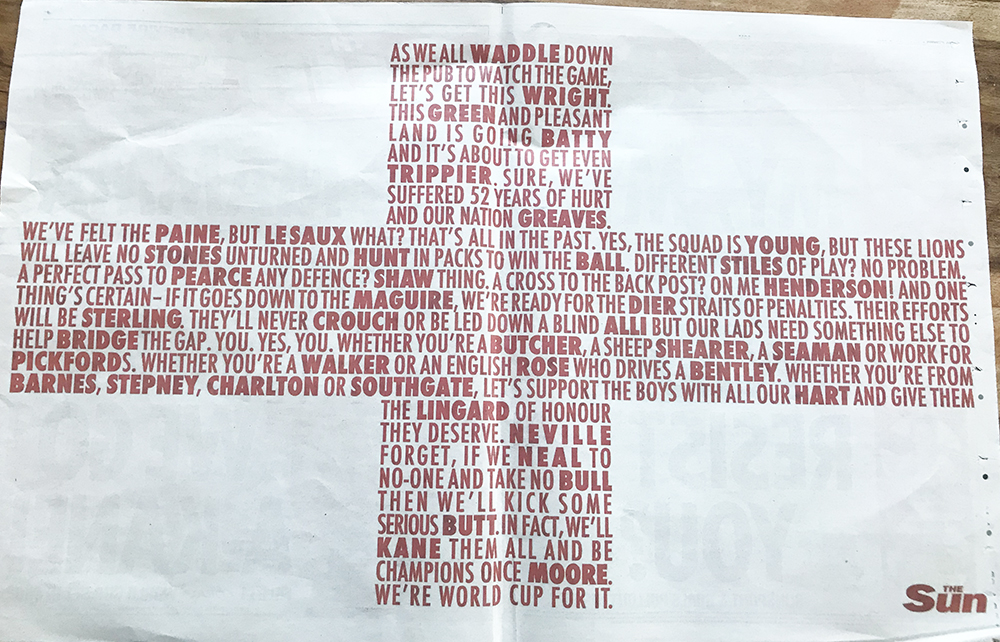 AS WE ALL WADDLE DOWN
THE PUB TO WATCH THE GAME,
LET'S GET THIS WRIGHT.
THIS GREEN AND PLEASANT
LAND IS GOING BATTY
AND IT'S ABOUT TO GET EVEN
TRIPPIER. SURE, WE'VE
SUFFERED 52 YEARS OF HURT
AND OUR NATION GREAVES.
WE'VE FELT THE PAINE, BUT LE SAUX WHAT? THAT'S ALL IN THE PAST. YES, THE SQUAD IS YOUNG, BUT THESE LIONS
WILL LEAVE NO STONES UNTURNED AND HUNT IN PACKS TO WIN THE BALL. DIFFERENT STILES OF PLAY? NO PROBLEM.
A PERFECT PASS TO PEARCE ANY DEFENCE? SHAW THING. A CROSS TO THE BACK POST? ON ME HENDERSON! AND ONE
THING'S CERTAIN – IF IT GOES DOWN TO THE MAGUIRE, WE'RE READY FOR THE DIER STRAITS OF PENALTIES. THEIR EFFORTS
WILL BE STERLING. THEY'LL NEVER CROUCH OR BE LED DOWN A BLIND ALLI BUT OUR LADS NEED SOMETHING ELSE TO
HELP BRIDGE THE GAP. YOU. YES, YOU. WHETHER YOU'RE A BUTCHER, A SHEEP SHEARER, A SEAMAN OR WORK FOR
PICKFORDS. WHETHER YOU'RE A WALKER OR AN ENGLISH ROSE WHO DRIVES A BENTLEY. WHETHER YOU'RE FROM
BARNES, STEPNEY, CHARLTON OR SOUTHGATE, LET'S SUPPORT THE BOYS WITH ALL OUR HART AND GIVE THEM
THE LINGARD OF HONOUR
THEY DESERVE. NEVILLE
FORGET, IF WE NEAL TO
NO-ONE AND TAKE NO BULL
THEN WE'LL KICK SOME
SERIOUS BUTT. IN FACT, WE'LL
KANE THEM ALL AND BE
CHAMPIONS ONCE MOORE.
WE'RE WORLD CUP FOR IT.
THE Sun